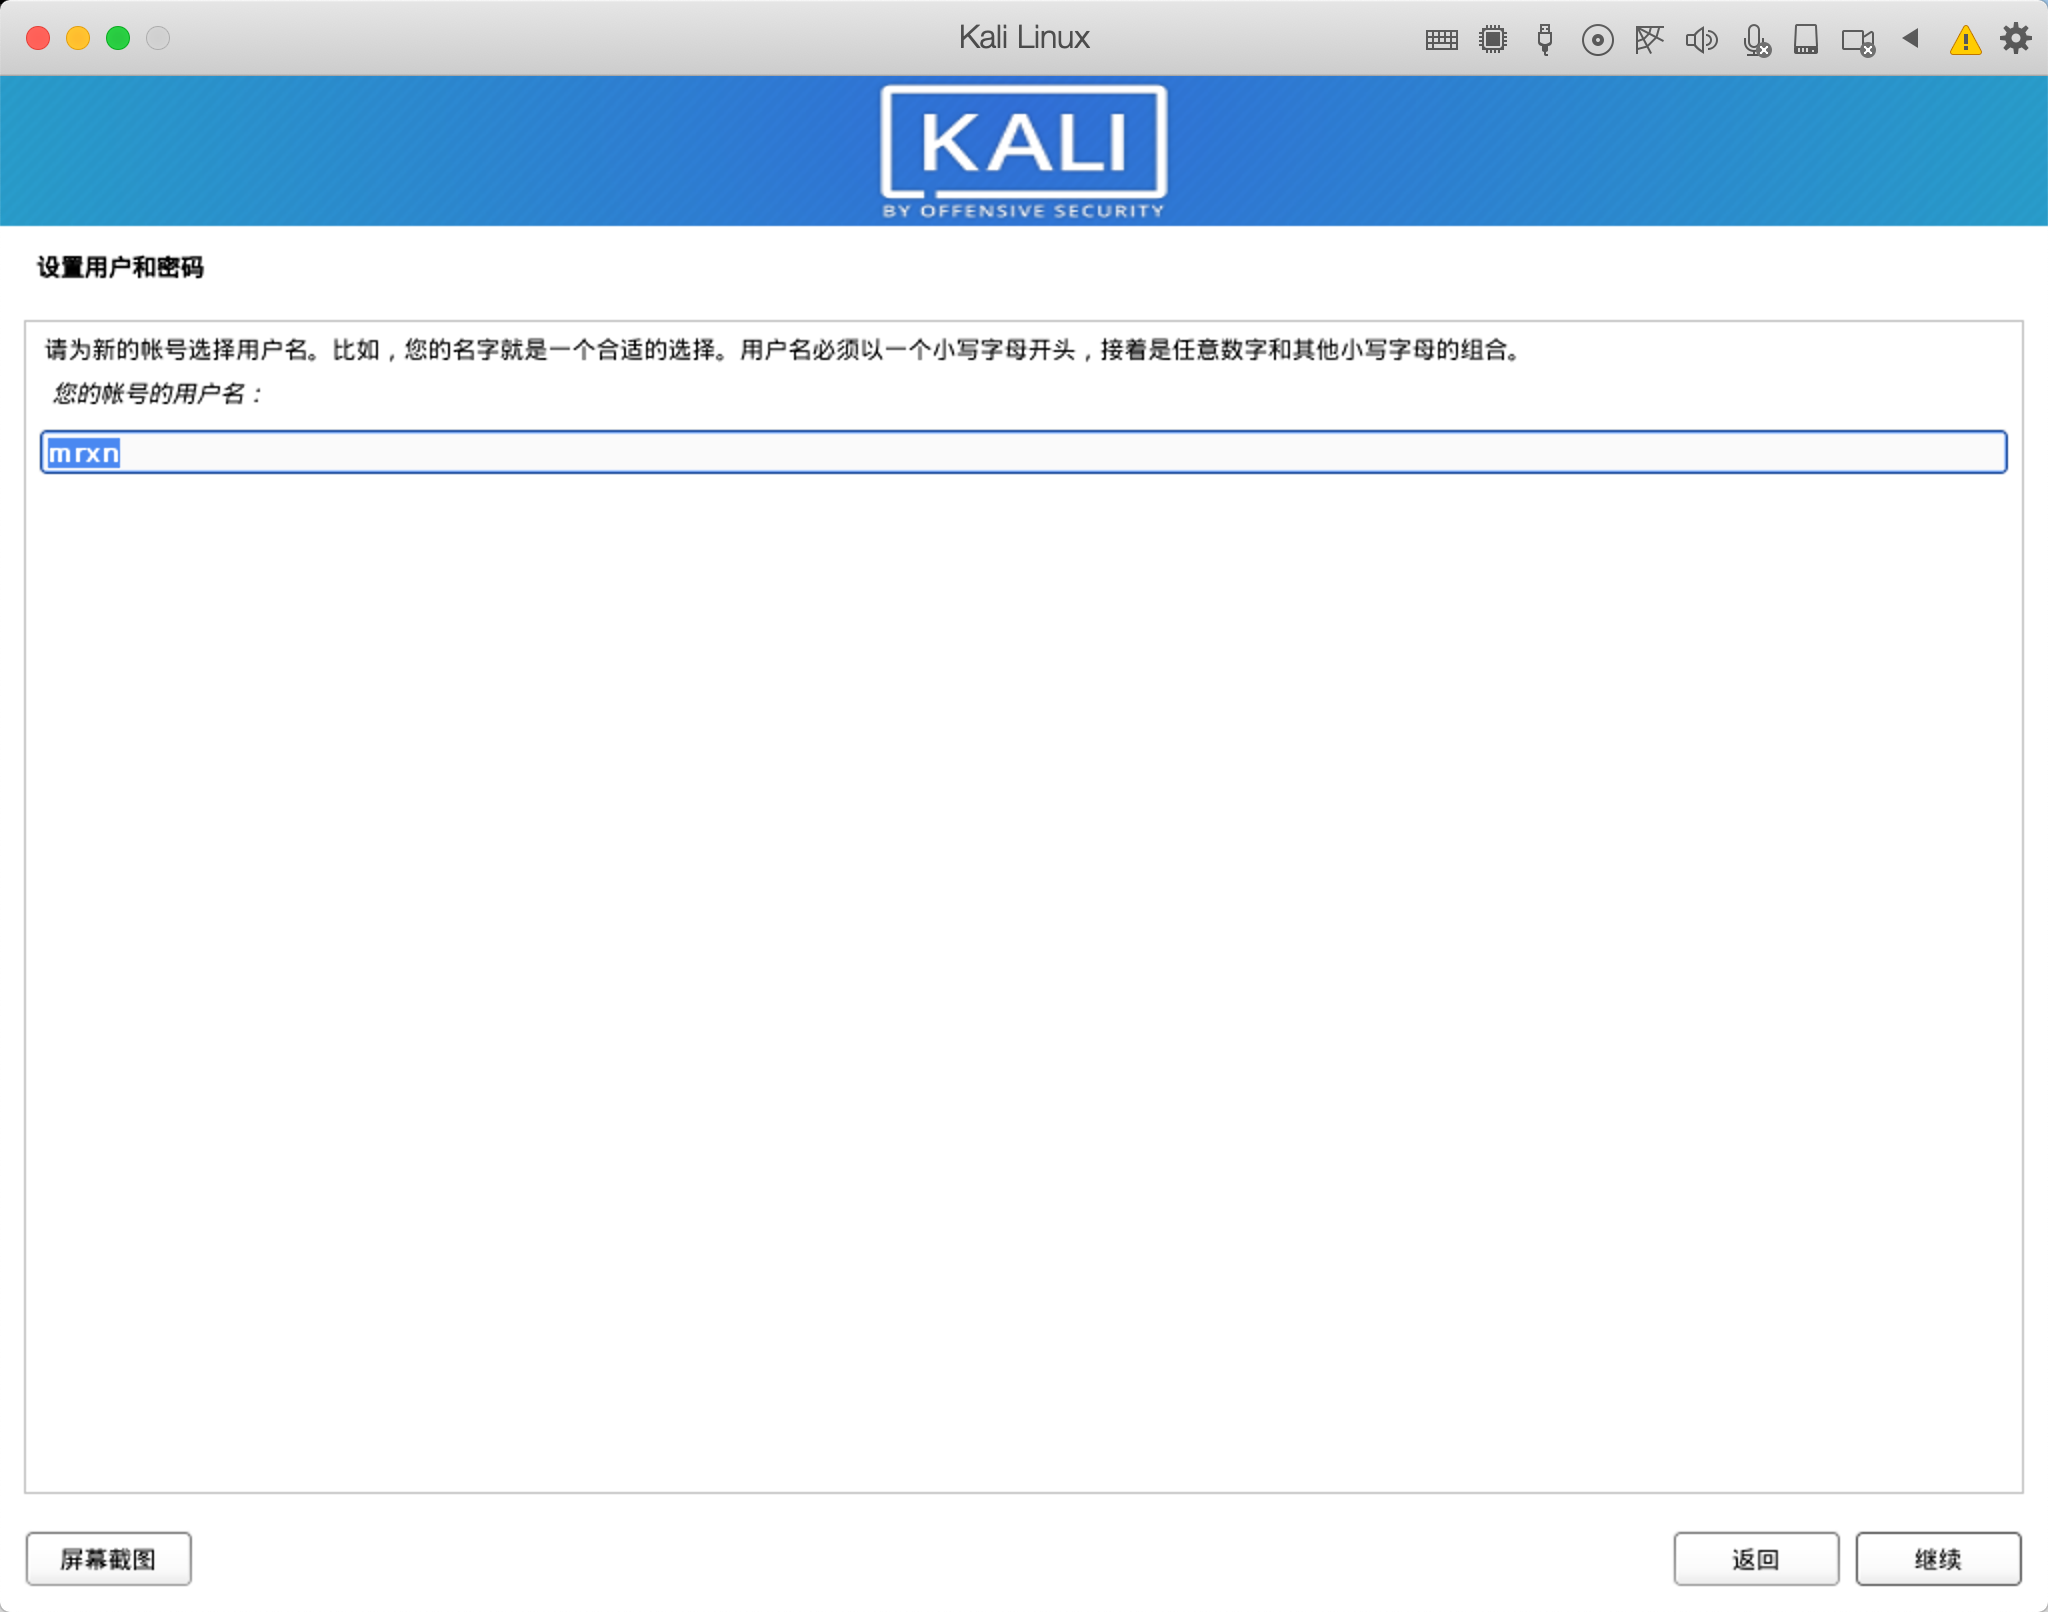 Kali Linux
KALI
BY OFFENSIVE SECURITY
设置用户和密码
请为新的帐号选择用户名。比如，您的名字就是一个合适的选择。用户名必须以一个小写字母开头，接着是任意数字和其他小写字母的组合。
您的帐号的用户名：
mrxn
屏幕截图
返回
继续